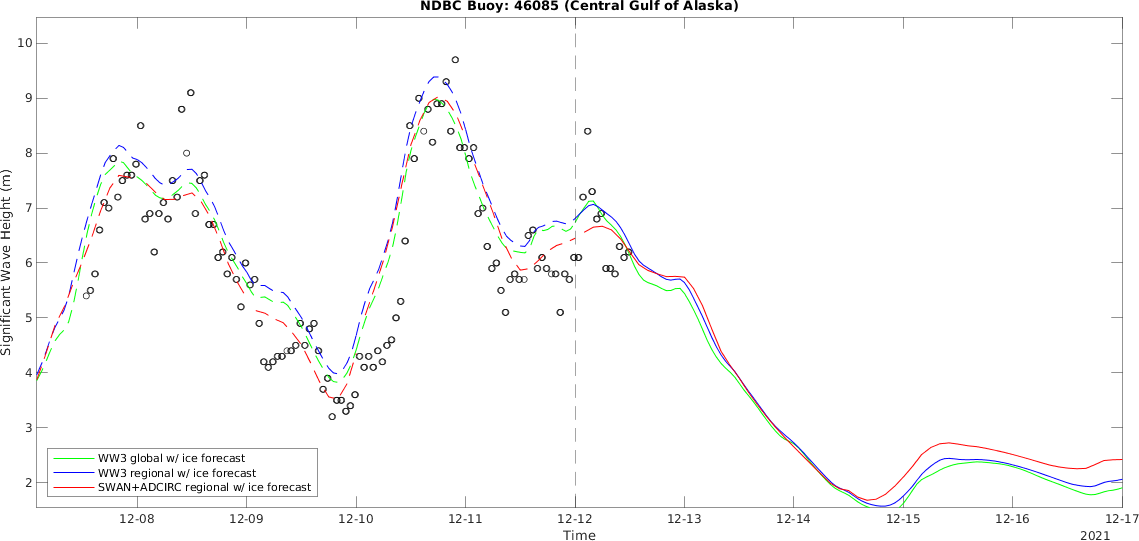 NDBC Buoy: 46085 (Central Gulf of Alaska)
Significant Wave Height (m)
10
9
8
7
6
5
4
3
2
WW3 global w/ ice forecast
WW3 regional w/ ice forecast
SWAN+ADCIRC regional w/ ice forecast
12-08 12-09 12-10 12-11 12-12 12-13 12-14 12-15 12-16 12-17
Time
2021